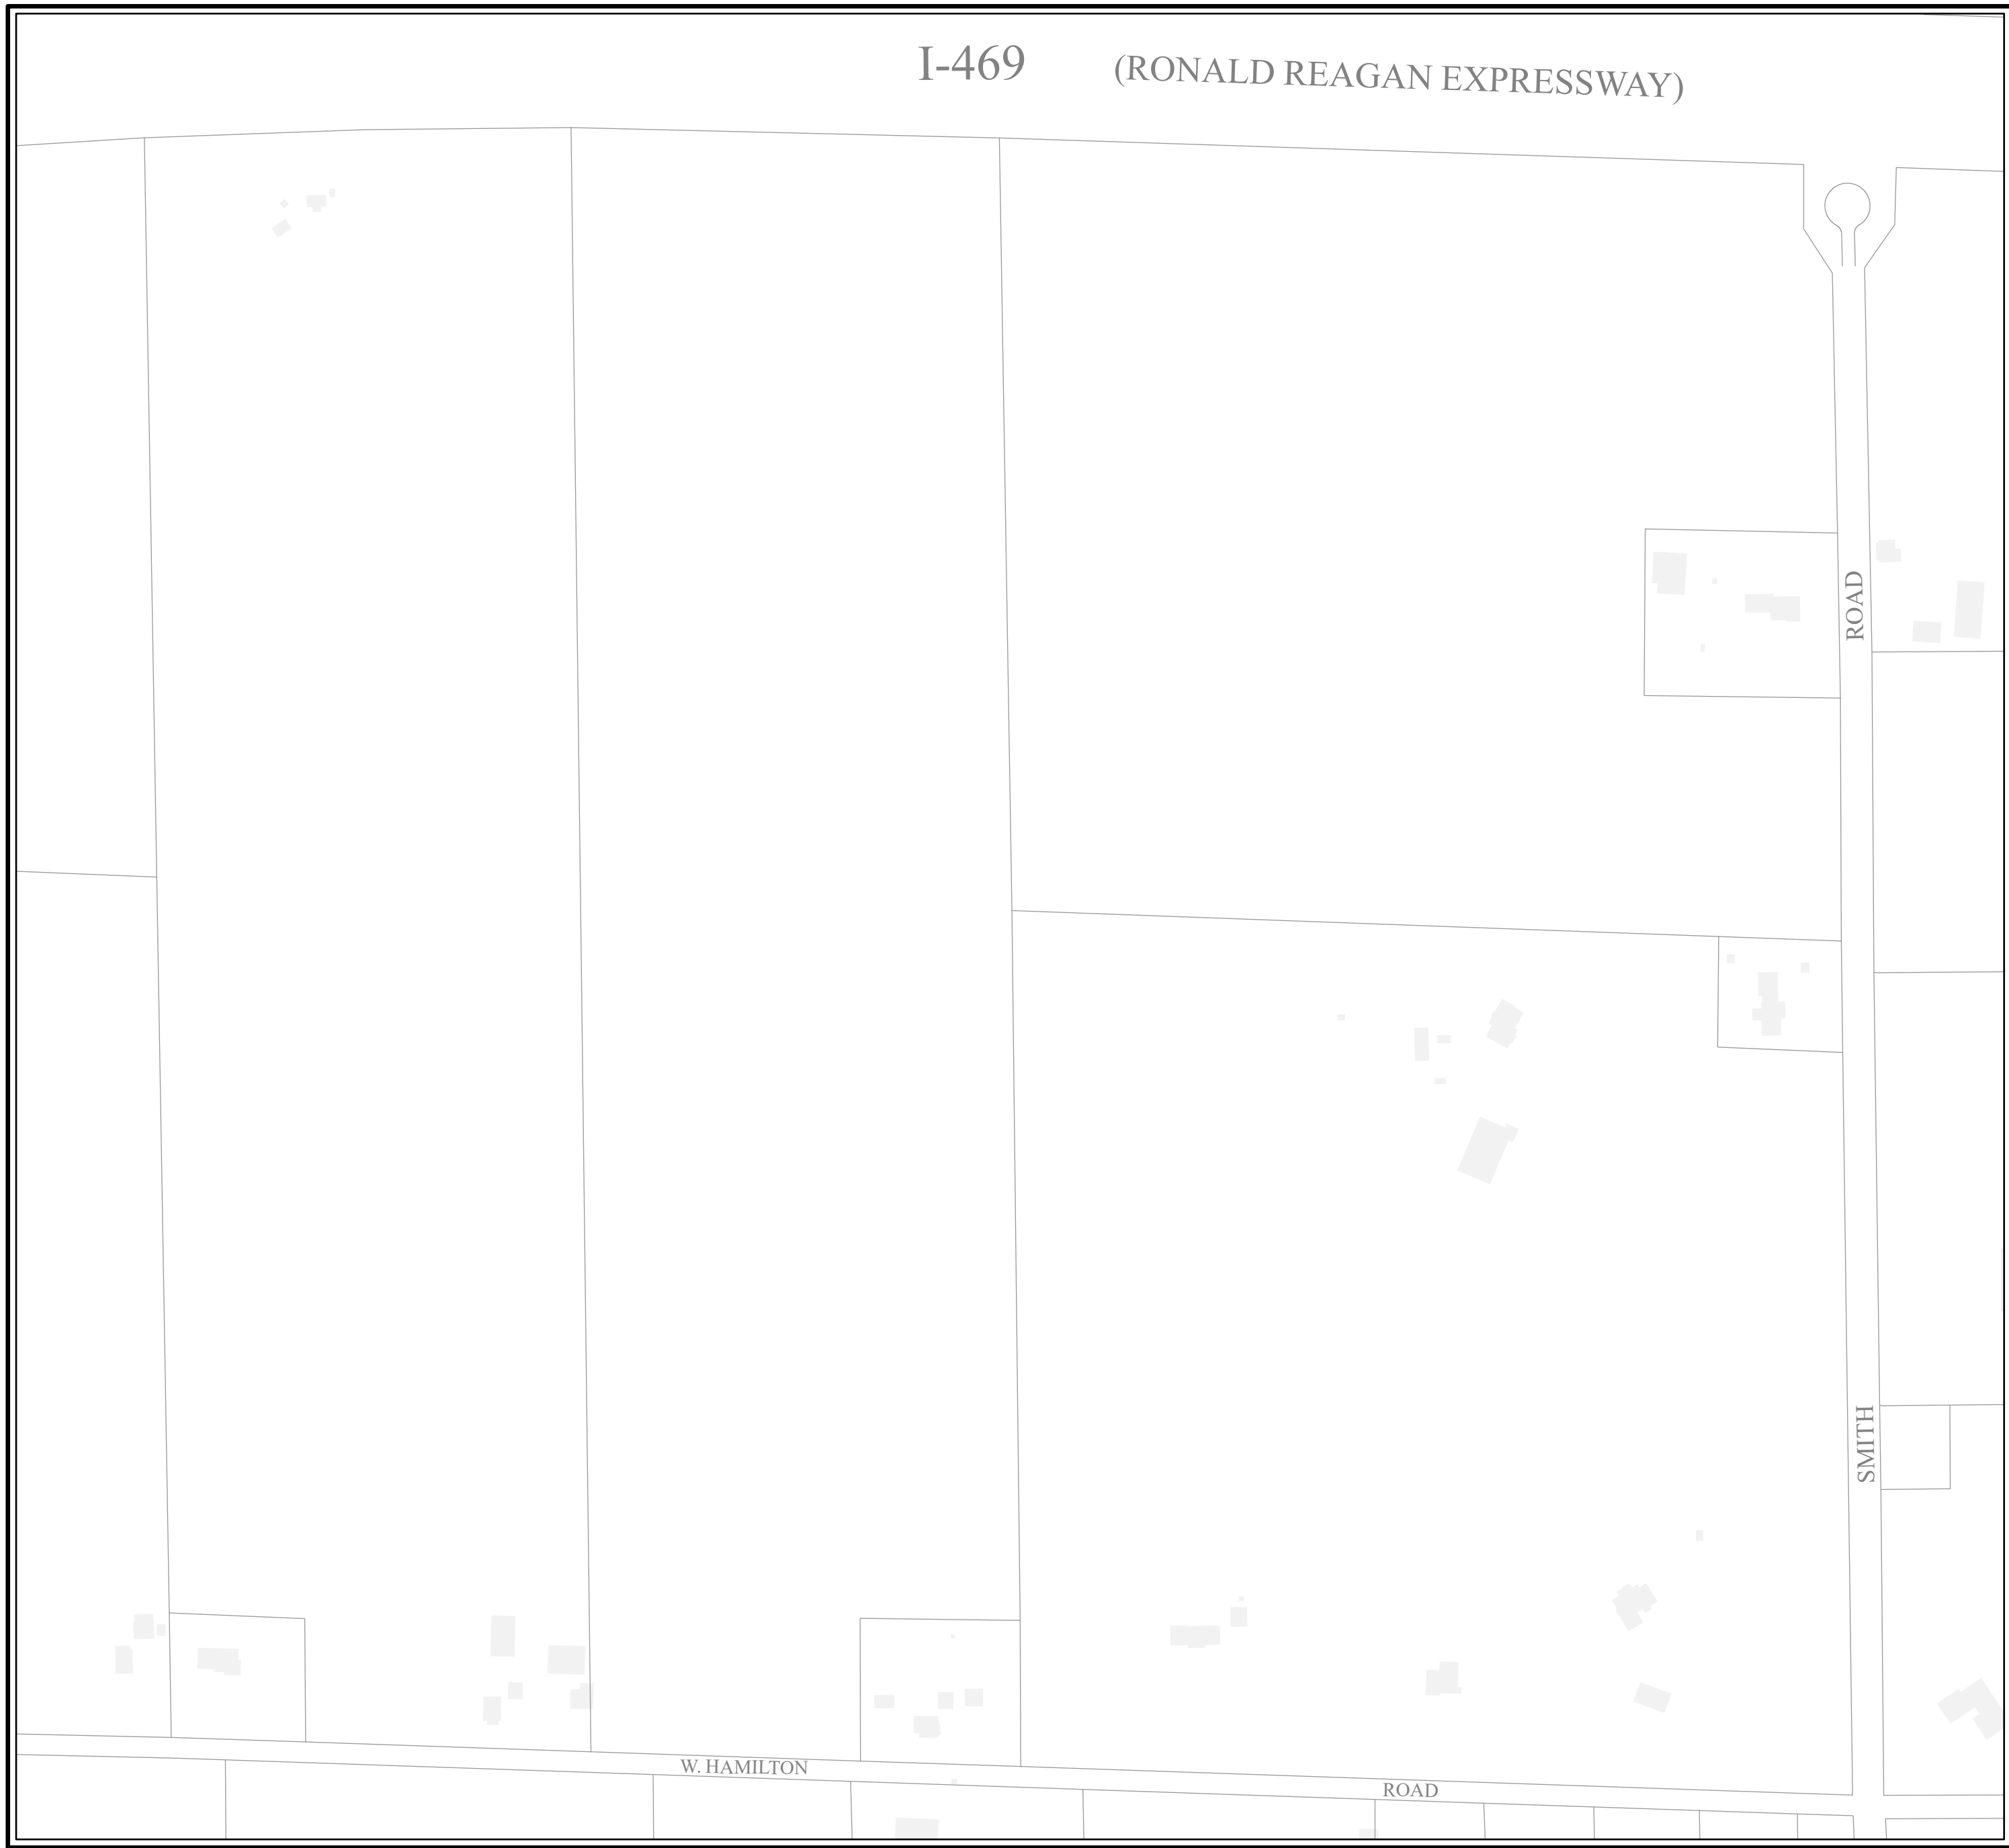 I-469 (RONALD REAGAN EXPRESSWAY)
ROAD
SMITH
W. HAMILTON
ROAD